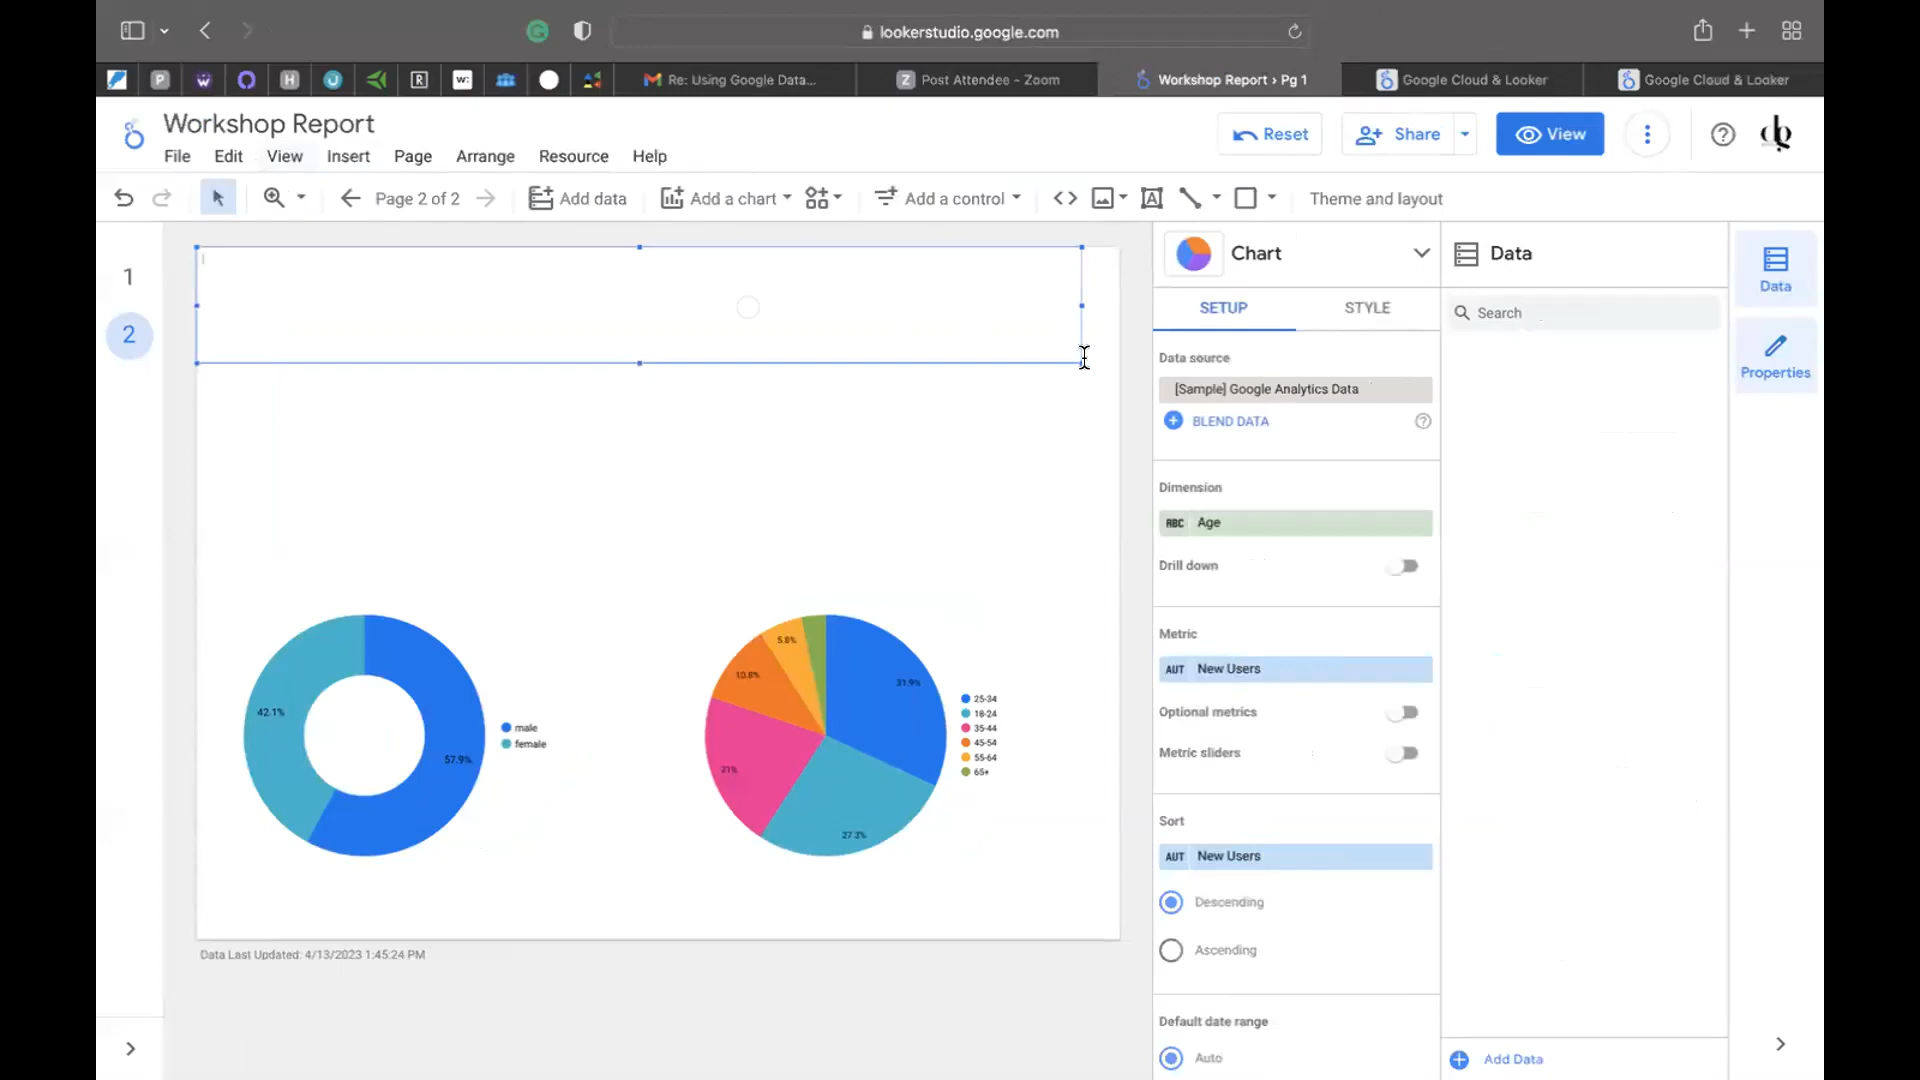 lookerstudio.google.com
P
H
J
R
w:
Re: Using Google Data...
Z Post Attendee - Zoom
Workshop Report › Pg 1
Google Cloud & Looker
Google Cloud & Looker
Workshop Report
Reset
Share
View
File Edit View Insert Page Arrange Resource Help
Page 2 of 2
Add data
Add a chart
Add a control
Theme and layout
1
2
Chart
Data
SETUP
STYLE
Search
Data
Properties
Data source
[Sample] Google Analytics Data
BLEND DATA
Dimension
ABC Age
Drill down
Metric
AUT New Users
Optional metrics
Metric sliders
Sort
AUT New Users
Descending
Ascending
Default date range
Auto
Add Data
42.1%
57.9%
male
female
5.8%
10.8%
31.9%
21%
27.3%
25-34
18-24
35-44
45-54
55-64
65+
Data Last Updated: 4/13/2023 1:45:24 PM